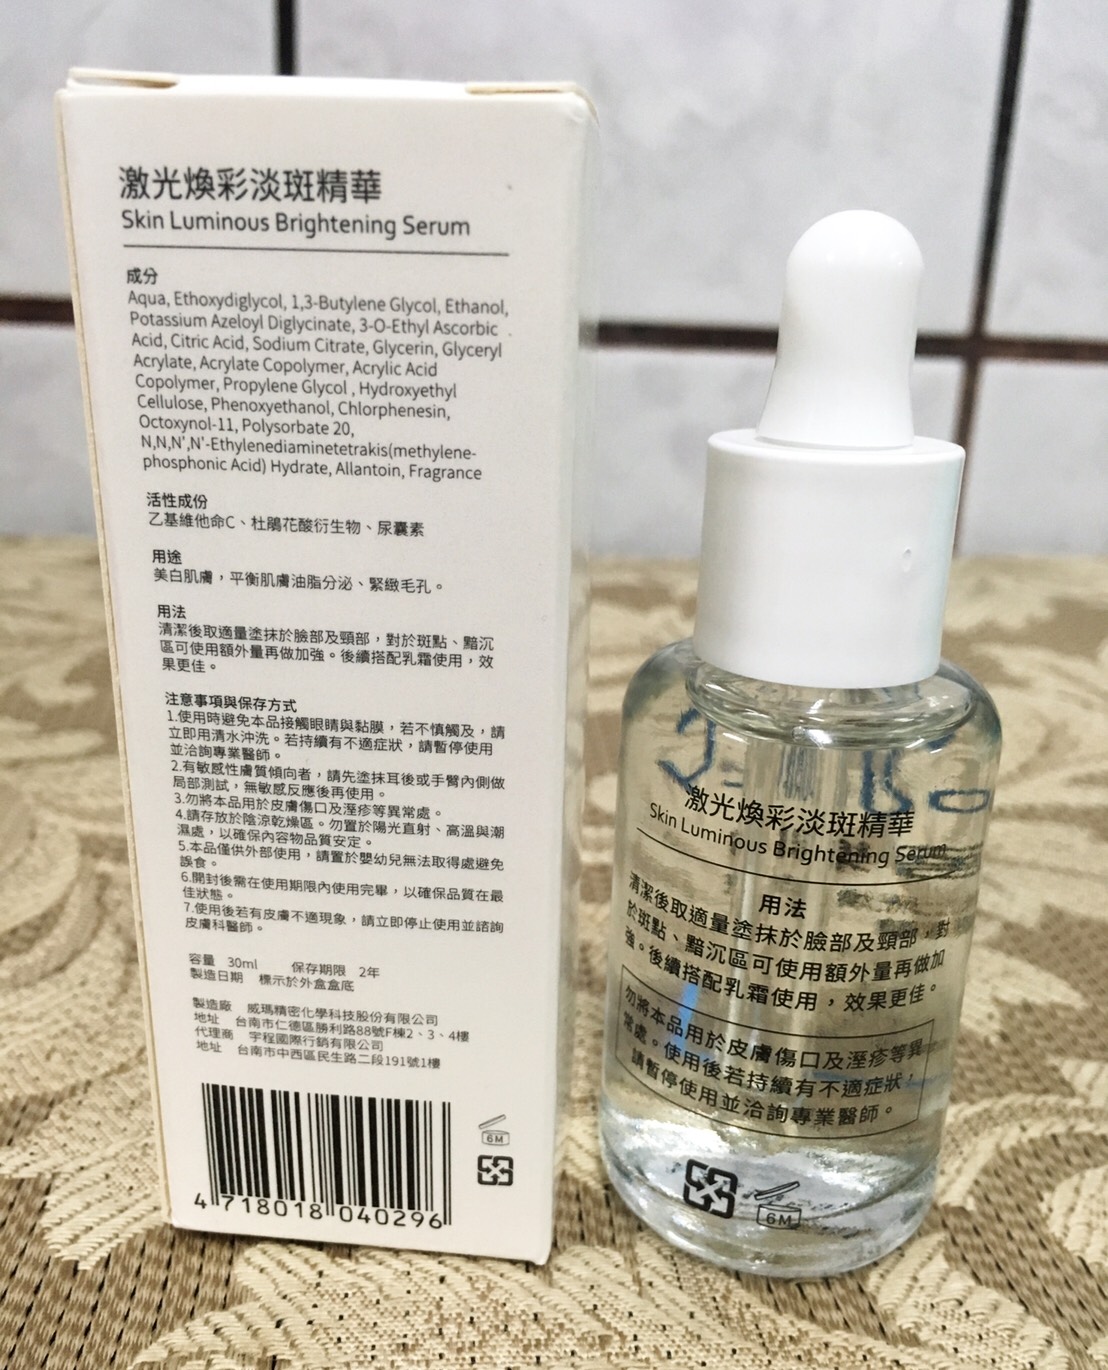 激光煥彩淡斑精華
Skin Luminous Brightening Serum
成分
Aqua, Ethoxydiglycol, 1,3-Butylene Glycol, Ethanol,
Potassium Azeloyl Diglycinate, 3-O-Ethyl Ascorbic
Acid, Citric Acid, Sodium Citrate, Glycerin, Glyceryl
Acrylate, Acrylate Copolymer, Acrylic Acid
Copolymer, Propylene Glycol , Hydroxyethyl
Cellulose, Phenoxyethanol, Chlorphenesin,
Octoxynol-11, Polysorbate 20,
N,N,N',N'-Ethylenediaminetetrakis(methylene-
phosphonic Acid) Hydrate, Allantoin, Fragrance
活性成份
乙基維他命C、杜鵑花酸衍生物、尿囊素
用途
美白肌膚，平衡肌膚油脂分泌、緊緻毛孔。
用法
清潔後取適量塗抹於臉部及頸部，對於斑點、黯沉
區可使用額外量再做加強。後續搭配乳霜使用，效
果更佳。
注意事項與保存方式
1.使用時避免本品接觸眼睛與黏膜，若不慎觸及，請
立即用清水沖洗。若持續有不適症狀，請暫停使用
並洽詢專業醫師。
2.有敏感性膚質傾向者，請先塗抹耳後或手臂內側做
局部測試，無敏感反應後再使用。
3.勿將本品用於皮膚傷口及溼疹等異常處。
4.請存放於陰涼乾燥區。勿置於陽光直射、高溫與潮
濕處，以確保內容物品質安定。
5.本品僅供外部使用，請置於嬰幼兒無法取得處避免
誤食。
6.開封後需在使用期限內使用完畢，以確保品質在最
佳狀態。
7.使用後若有皮膚不適現象，請立即停止使用並諮詢
皮膚科醫師。
容量 30ml 保存期限 2年
製造日期 標示於外盒盒底
製造廠 威瑪精密化學科技股份有限公司
地址 台南市仁德區勝利路88號F棟2、3、4樓
代理商 宇程國際行銷有限公司
地址 台南市中西區民生路二段191號1樓
6M
4 718018 040296
激光煥彩淡斑精華
Skin Luminous Brightening Serum
用法
清潔後取適量塗抹於臉部及頸部，對
於斑點、黯沉區可使用額外量再做加
強。後續搭配乳霜使用，效果更佳。
勿將本品用於皮膚傷口及溼疹等異
常處。使用後若持續有不適症狀，
請暫停使用並洽詢專業醫師。
6M